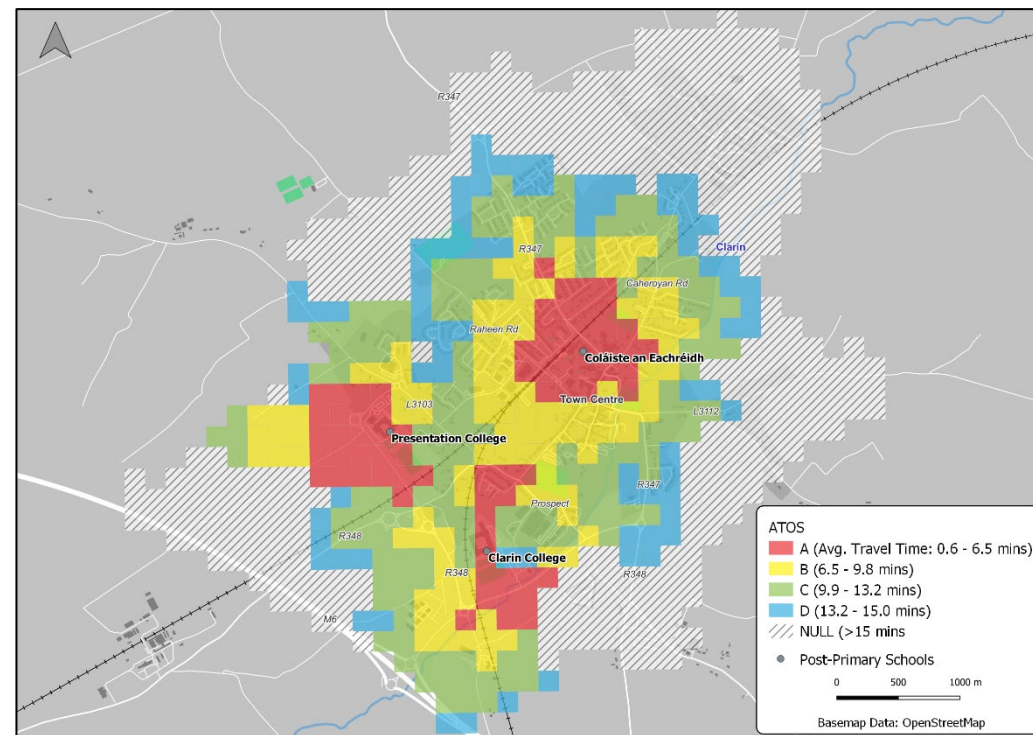 R347
Clarin
R347
Caheroyan Rd
Raheen Rd
Coláiste an Eachréidh
L3103
Town Centre
L3112
Presentation College
R347
Prospect
R348
Clarin College
R348
R348
M6
ATOS
A (Avg. Travel Time: 0.6 - 6.5 mins)
B (6.5 - 9.8 mins)
C (9.9 - 13.2 mins)
D (13.2 - 15.0 mins)
NULL (>15 mins
Post-Primary Schools
0 500 1000 m
Basemap Data: OpenStreetMap